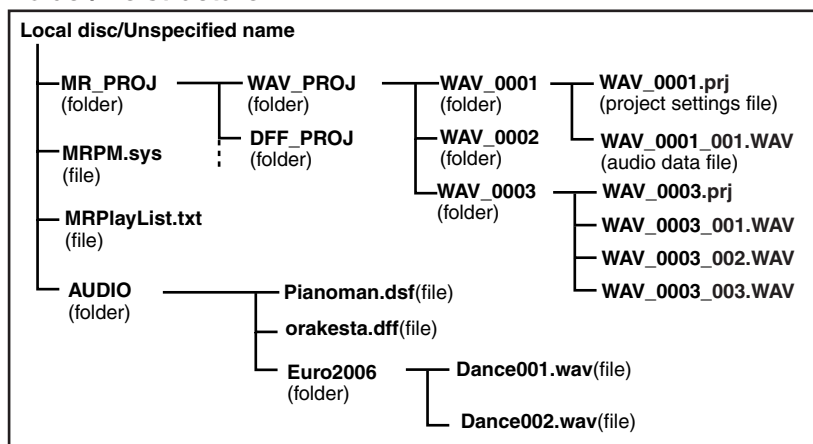 Local disc/Unspecified name
MR_PROJ
(folder)
WAV_PROJ
(folder)
WAV_0001
(folder)
WAV_0001.prj
(project settings file)
DFF_PROJ
(folder)
WAV_0002
(folder)
WAV_0001_001.WAV
(audio data file)
MRPM.sys
(file)
WAV_0003
(folder)
WAV_0003.prj
MRPlayList.txt
(file)
WAV_0003_001.WAV
WAV_0003_002.WAV
WAV_0003_003.WAV
AUDIO
(folder)
Pianoman.dsf(file)
orakesta.dff(file)
Euro2006
(folder)
Dance001.wav(file)
Dance002.wav(file)